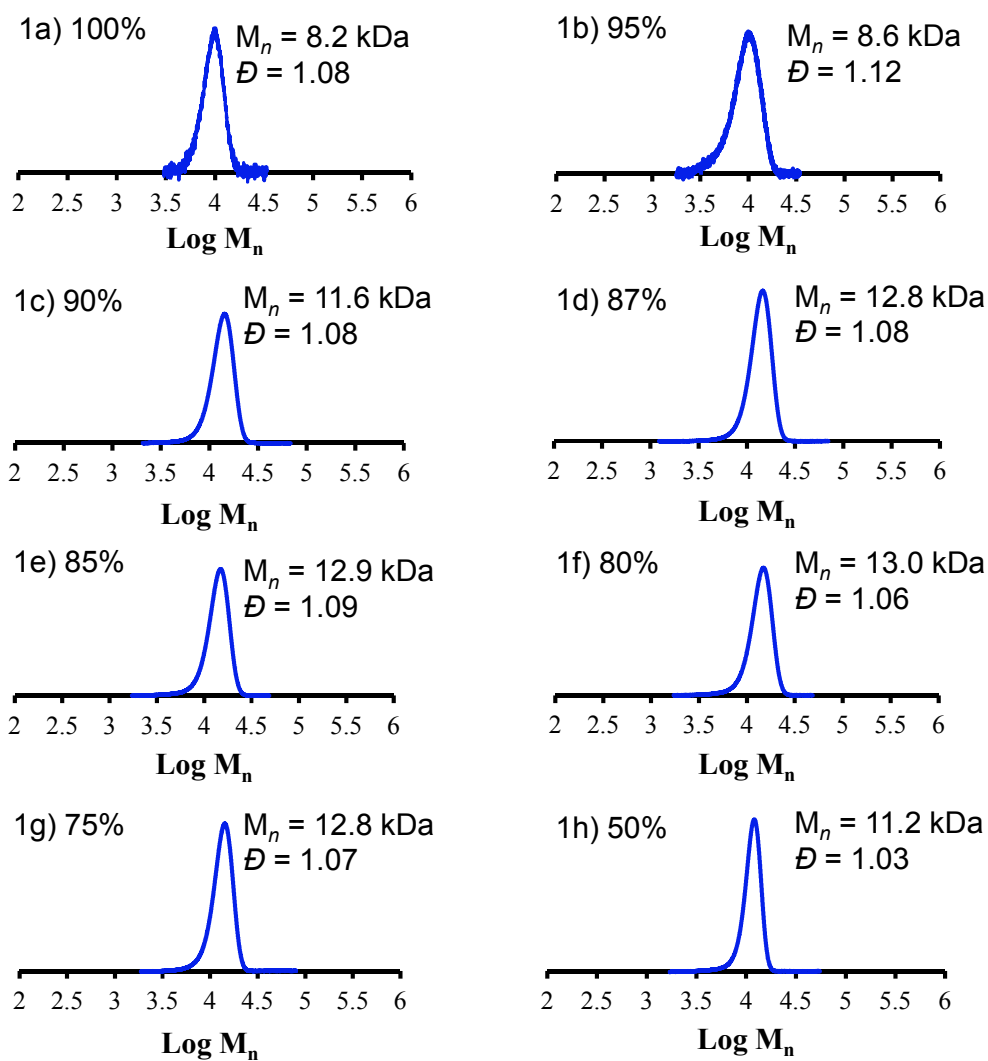 1a) 100%
Mn = 8.2 kDa
Đ = 1.08
2 2.5 3 3.5 4 4.5 5 5.5 6
Log Mn
1b) 95%
Mn = 8.6 kDa
Đ = 1.12
2 2.5 3 3.5 4 4.5 5 5.5 6
Log Mn
1c) 90%
Mn = 11.6 kDa
Đ = 1.08
2 2.5 3 3.5 4 4.5 5 5.5 6
Log Mn
1d) 87%
Mn = 12.8 kDa
Đ = 1.08
2 2.5 3 3.5 4 4.5 5 5.5 6
Log Mn
1e) 85%
Mn = 12.9 kDa
Đ = 1.09
2 2.5 3 3.5 4 4.5 5 5.5 6
Log Mn
1f) 80%
Mn = 13.0 kDa
Đ = 1.06
2 2.5 3 3.5 4 4.5 5 5.5 6
Log Mn
1g) 75%
Mn = 12.8 kDa
Đ = 1.07
2 2.5 3 3.5 4 4.5 5 5.5 6
Log Mn
1h) 50%
Mn = 11.2 kDa
Đ = 1.03
2 2.5 3 3.5 4 4.5 5 5.5 6
Log Mn